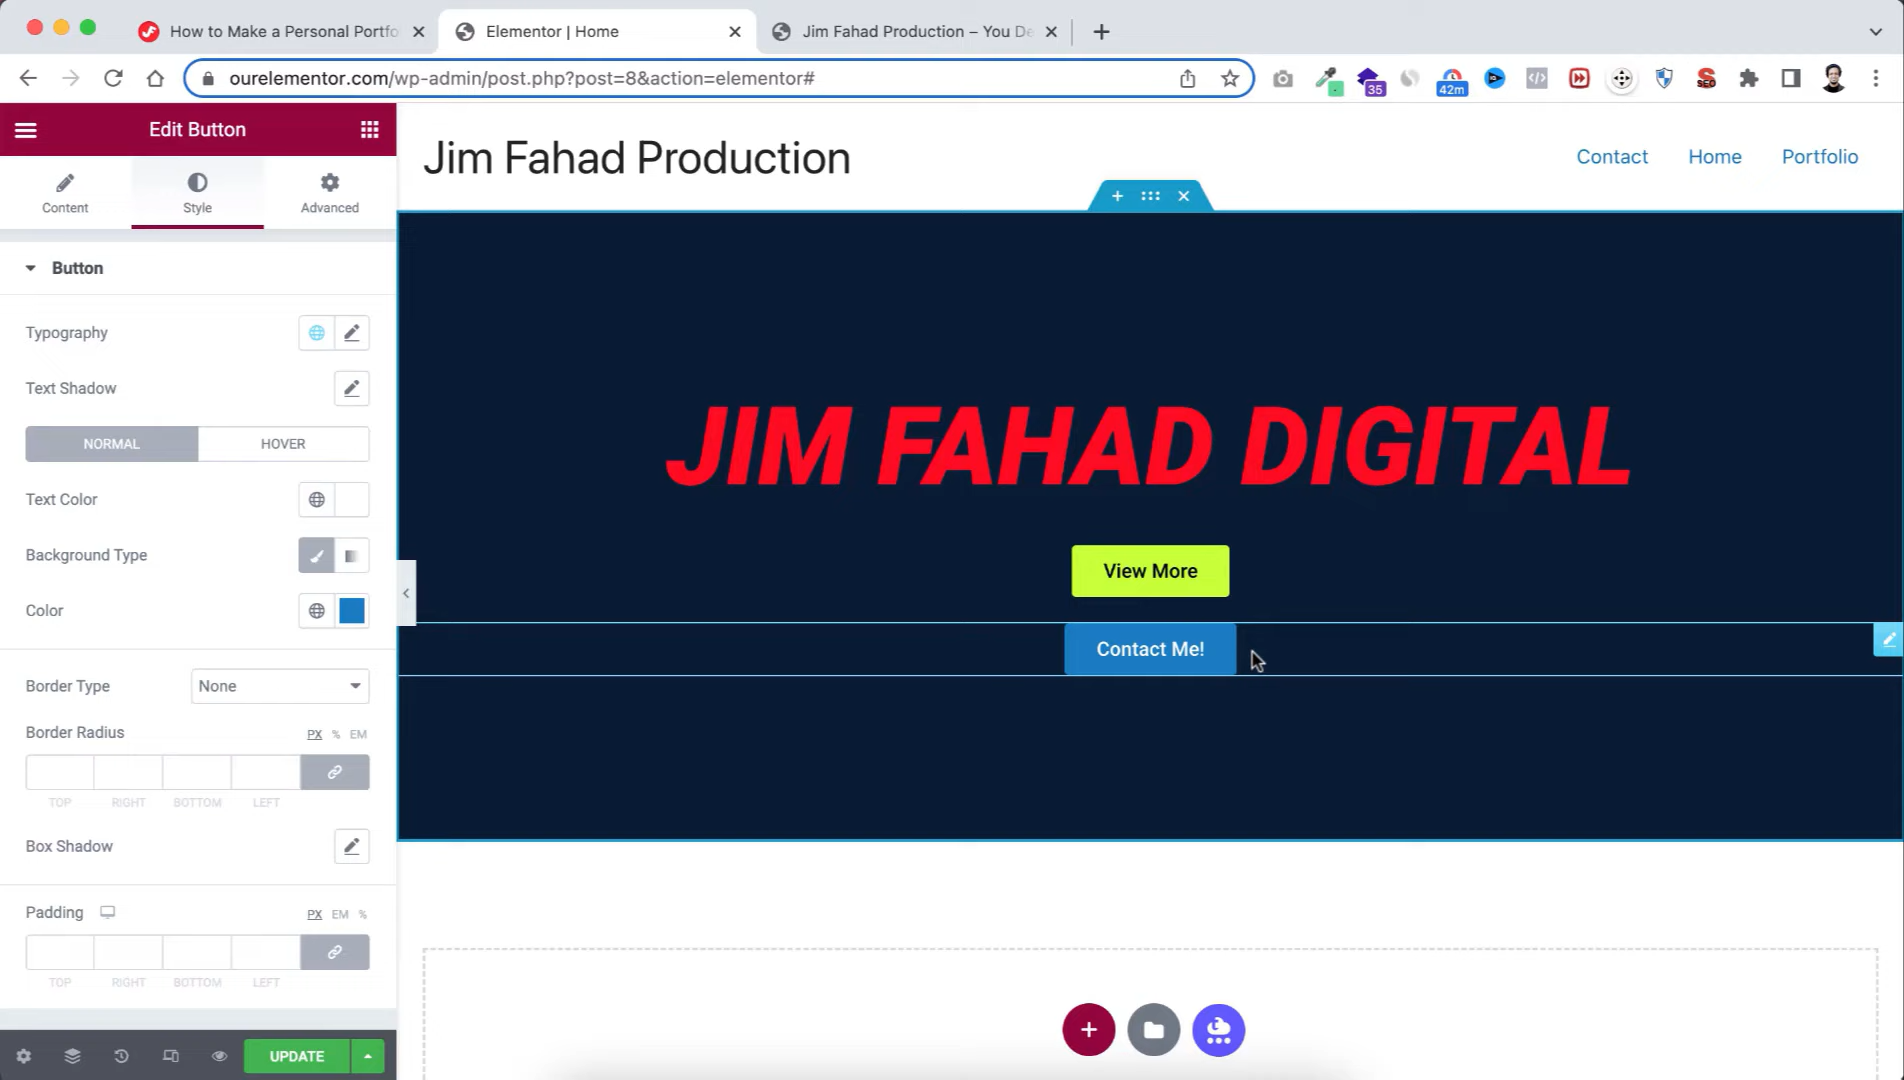 How to Make a Personal Portfo
Elementor | Home
Jim Fahad Production – You De
ourelementor.com/wp-admin/post.php?post=8&action=elementor#
35
42m
SEO
Edit Button
Content
Style
Advanced
Jim Fahad Production
Contact
Home
Portfolio
Button
Typography
Text Shadow
NORMAL
HOVER
Text Color
Background Type
Color
Border Type
None
Border Radius
PX % EM
TOP RIGHT BOTTOM LEFT
Box Shadow
Padding
PX EM %
TOP RIGHT BOTTOM LEFT
UPDATE
JIM FAHAD DIGITAL
View More
Contact Me!